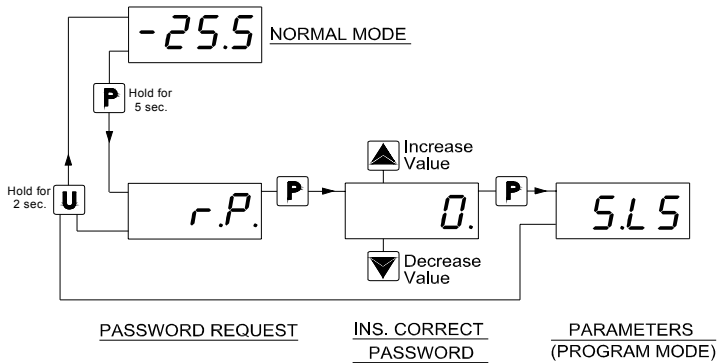 -25.5
NORMAL MODE
P
Hold for
5 sec.
Increase
Value
Hold for
2 sec.
U
r.P.
P
0.
P
S.L S
Decrease
Value
PASSWORD REQUEST
INS. CORRECT
PASSWORD
PARAMETERS
(PROGRAM MODE)